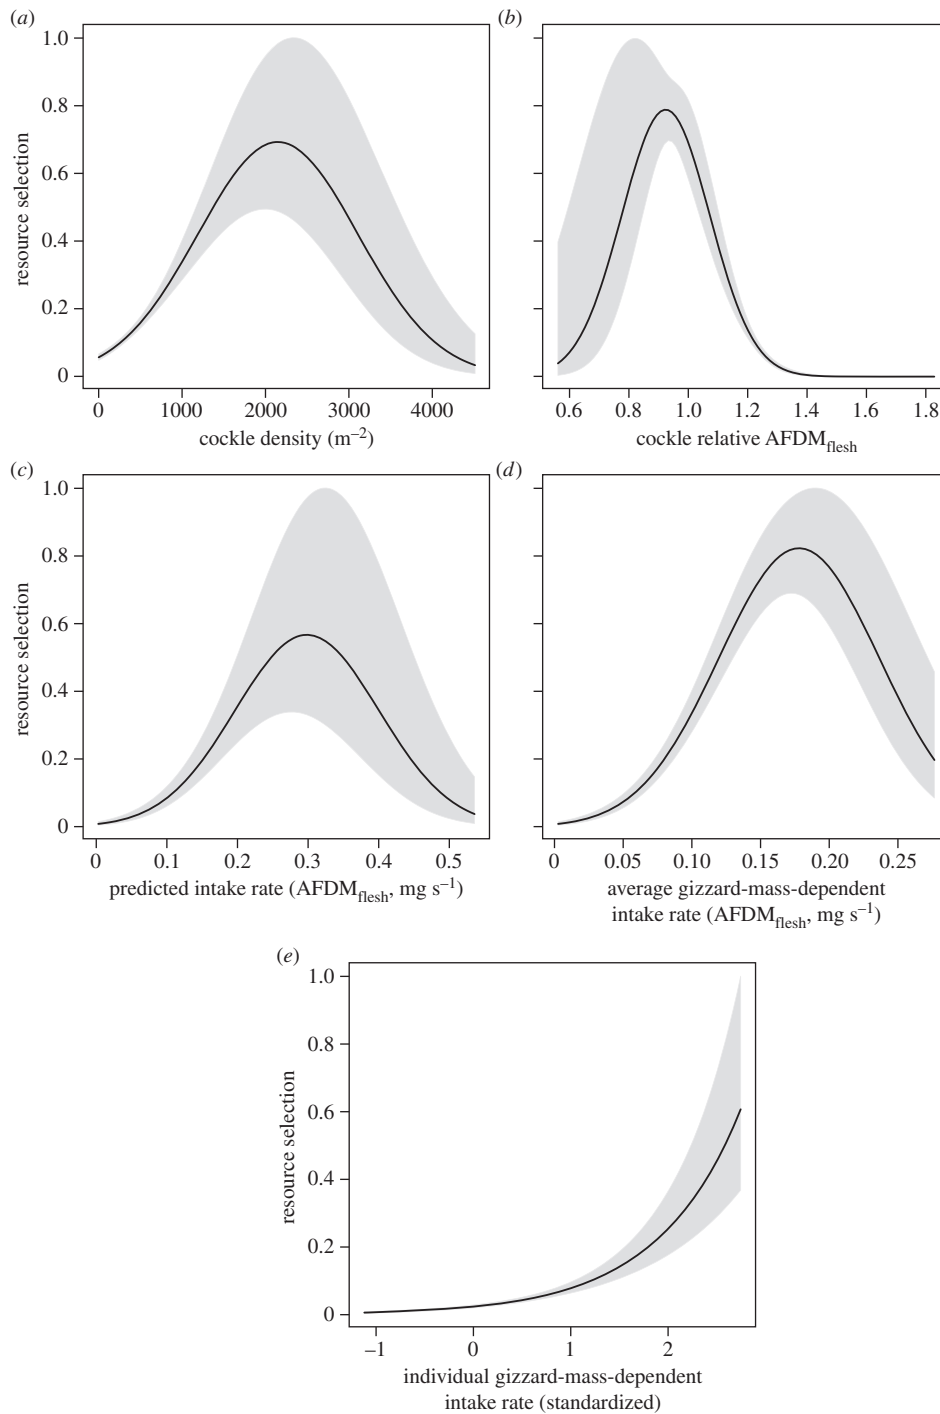 (a)
1.0
0.8
0.6
0.4
0.2
0
resource selection
0 1000 2000 3000 4000
cockle density (m⁻²)
(b)
0.6 0.8 1.0 1.2 1.4 1.6 1.8
cockle relative AFDM_flesh
(c)
1.0
0.8
0.6
0.4
0.2
0
resource selection
0 0.1 0.2 0.3 0.4 0.5
predicted intake rate (AFDM_flesh, mg s⁻¹)
(d)
0 0.05 0.10 0.15 0.20 0.25
average gizzard-mass-dependent
intake rate (AFDM_flesh, mg s⁻¹)
(e)
1.0
0.8
0.6
0.4
0.2
0
resource selection
–1 0 1 2
individual gizzard-mass-dependent
intake rate (standardized)